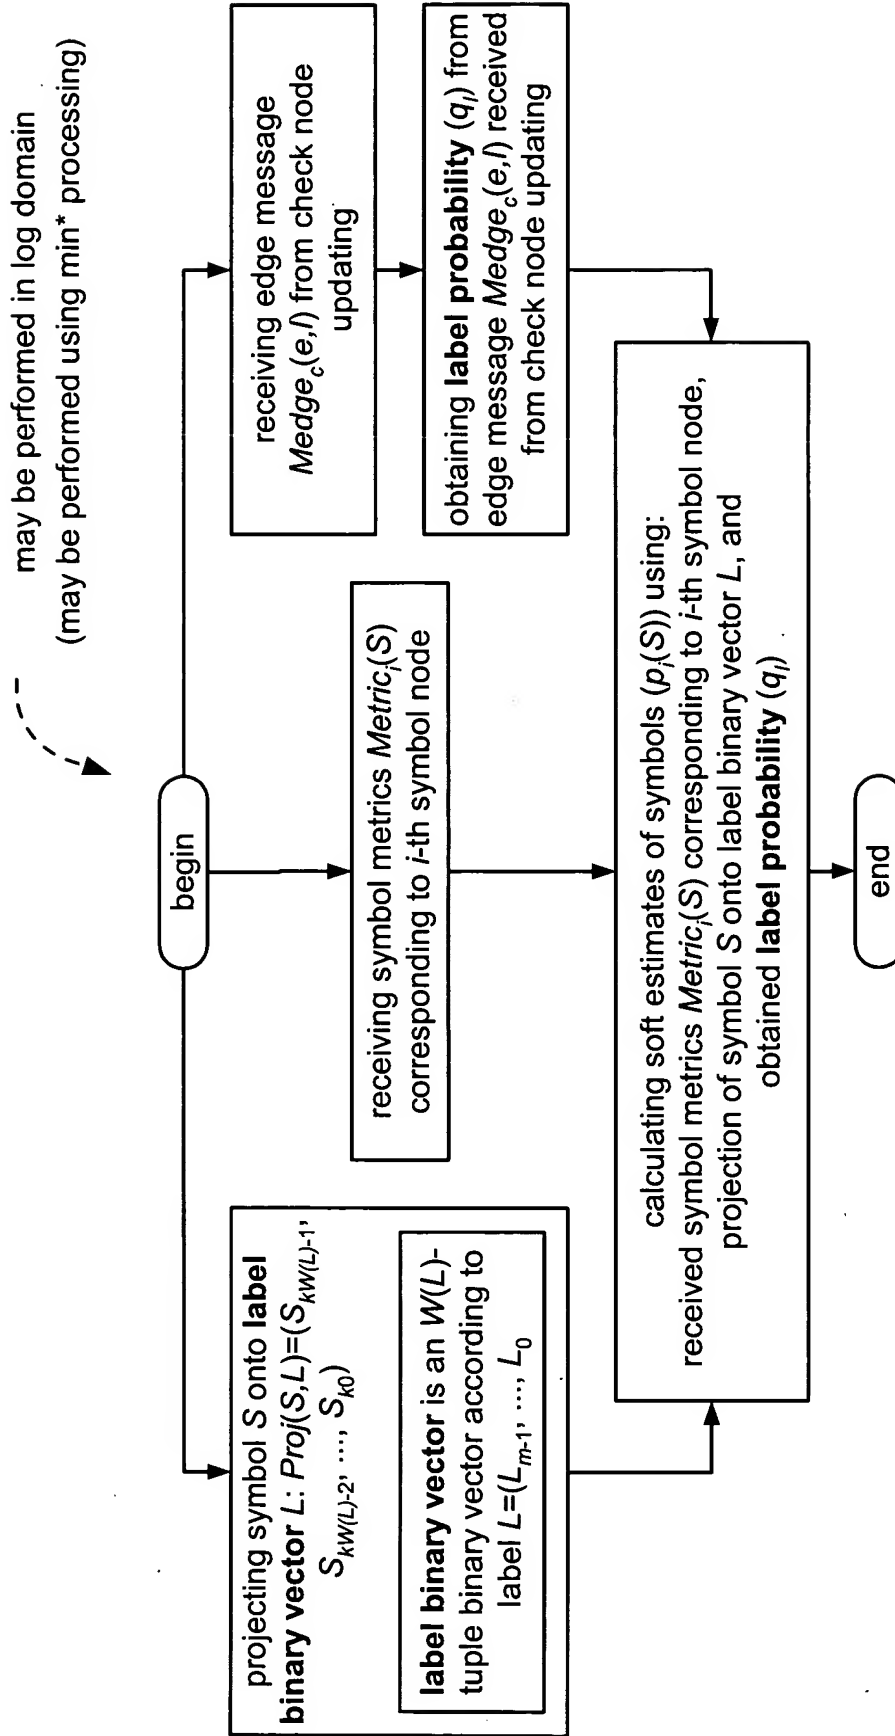 may be performed in log domain
(may be performed using min* processing)
begin
projecting symbol S onto label
binary vector L: Proj(S,L)=(S_kW(L)-1,
S_kW(L)-2, ..., S_k0)
label binary vector is an W(L)-
tuple binary vector according to
label L=(L_m-1, ..., L_0
receiving symbol metrics Metric_i(S)
corresponding to i-th symbol node
receiving edge message
Medge_c(e,l) from check node
updating
obtaining label probability (q_l) from
edge message Medge_c(e,l) received
from check node updating
calculating soft estimates of symbols (p_i(S)) using:
received symbol metrics Metric_i(S) corresponding to i-th symbol node,
projection of symbol S onto label binary vector L, and
obtained label probability (q_l)
end